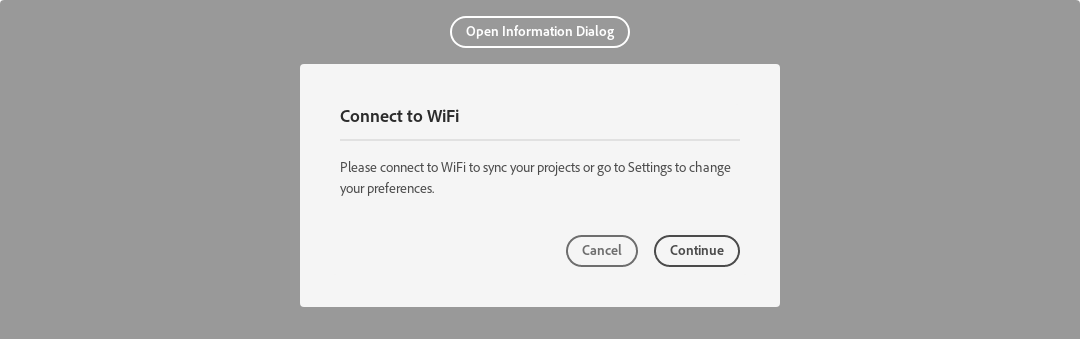 Open Information Dialog
Connect to WiFi
Please connect to WiFi to sync your projects or go to Settings to change
your preferences.
Cancel
Continue